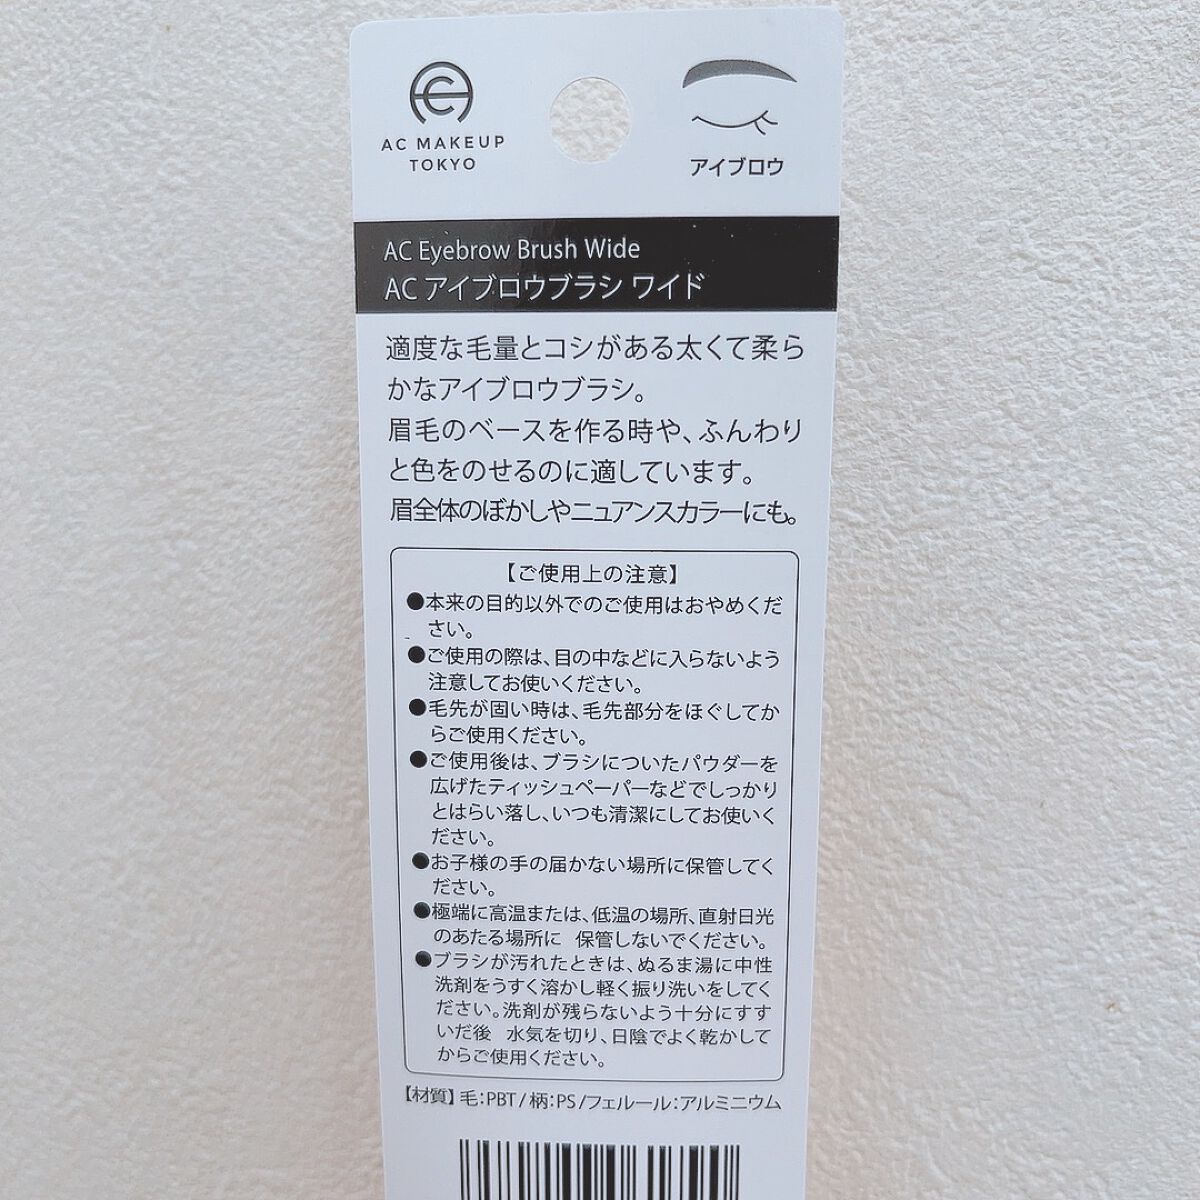 AC MAKEUP
TOKYO
アイブロウ
AC Eyebrow Brush Wide
AC アイブロウブラシ ワイド
適度な毛量とコシがある太くて柔ら
かなアイブロウブラシ。
眉毛のベースを作る時や、ふんわり
と色をのせるのに適しています。
眉全体のぼかしやニュアンスカラーにも。
【ご使用上の注意】
●本来の目的以外でのご使用はおやめくだ
さい。
●ご使用の際は、目の中などに入らないよう
注意してお使いください。
●毛先が固い時は、毛先部分をほぐしてか
らご使用ください。
●ご使用後は、ブラシについたパウダーを
広げたティッシュペーパーなどでしっかり
とはらい落し、いつも清潔にしてお使いく
ださい。
●お子様の手の届かない場所に保管してく
ださい。
●極端に高温または、低温の場所、直射日光
のあたる場所に 保管しないでください。
●ブラシが汚れたときは、ぬるま湯に中性
洗剤をうすく溶かし軽く振り洗いをしてく
ださい。洗剤が残らないよう十分にすす
いだ後 水気を切り、日陰でよく乾かして
からご使用ください。
【材質】毛:PBT/柄:PS/フェルール:アルミニウム